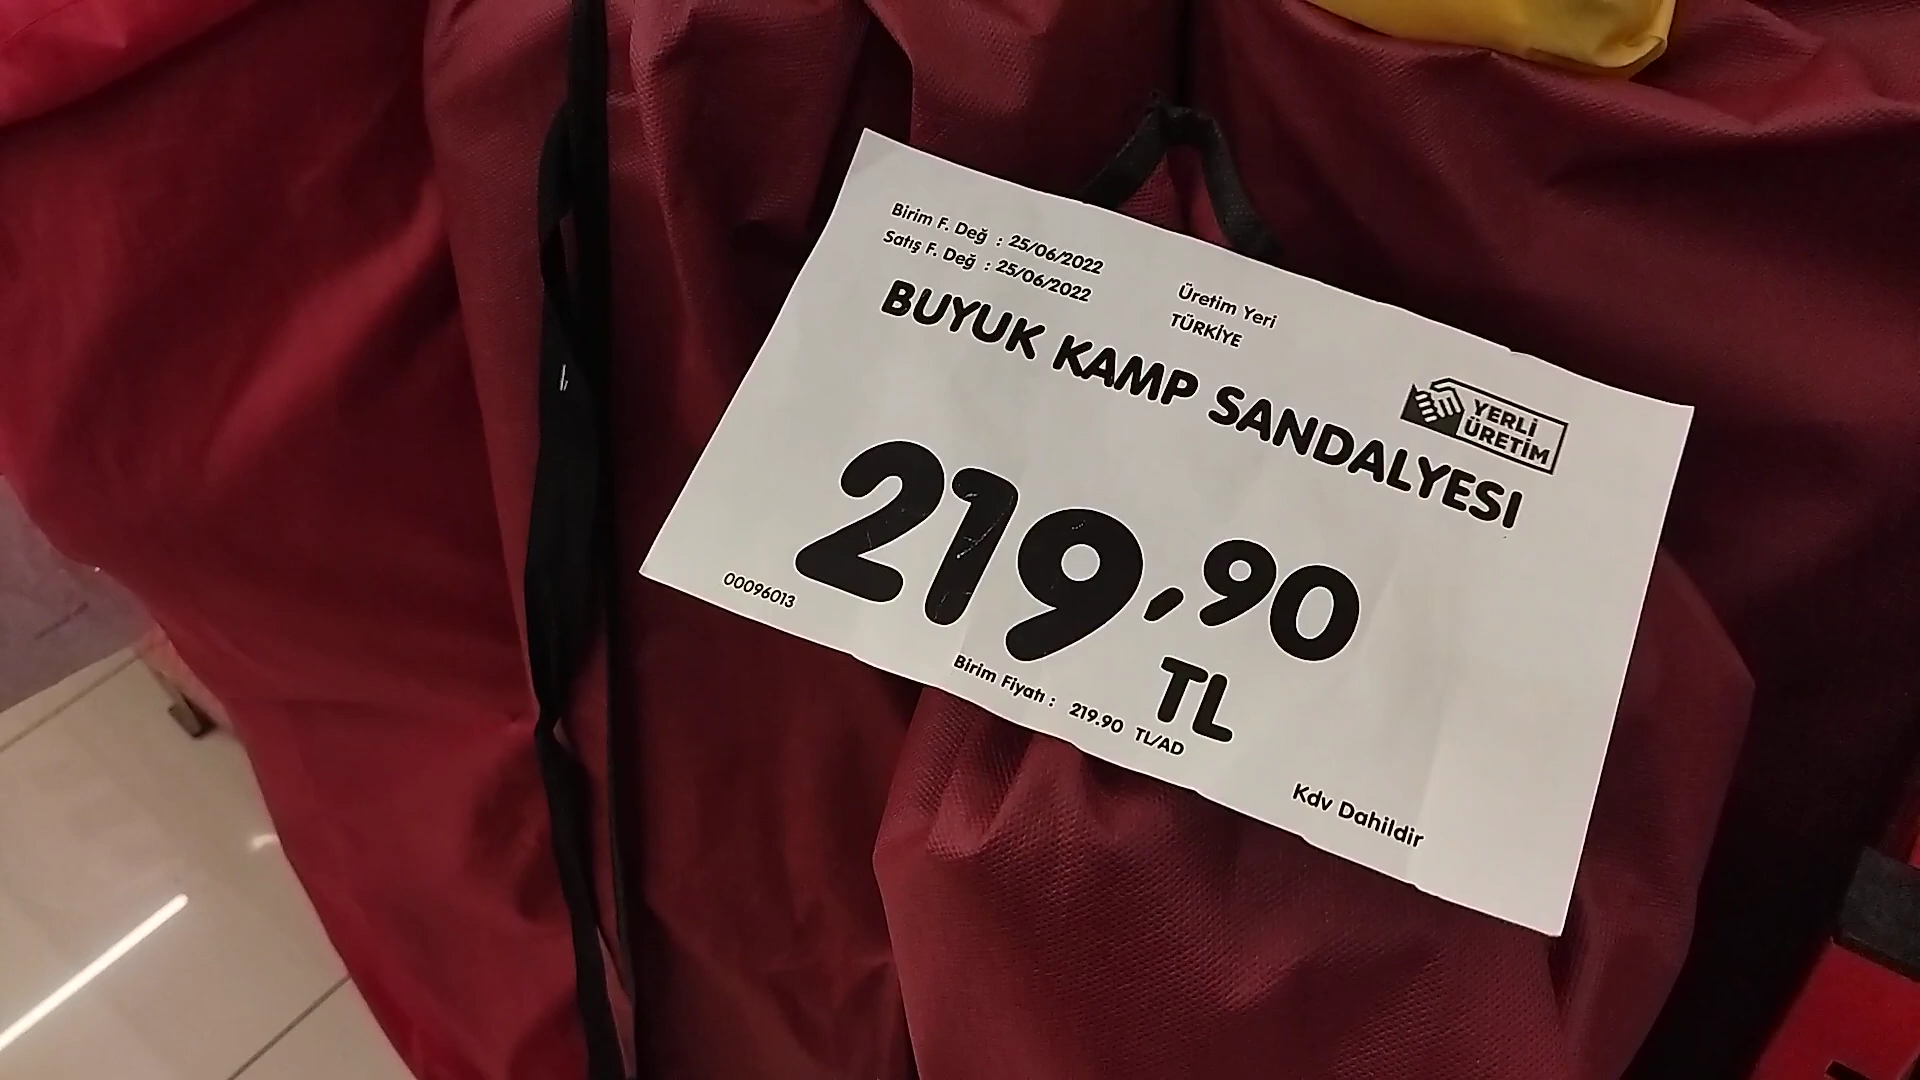 Birim F. Değ : 25/06/2022
Satış F. Değ : 25/06/2022
Üretim Yeri
TÜRKİYE
BUYUK KAMP SANDALYESI
YERLİ
ÜRETİM
219,90
TL
00096013
Birim Fiyatı : 219.90 TL/AD
Kdv Dahildir